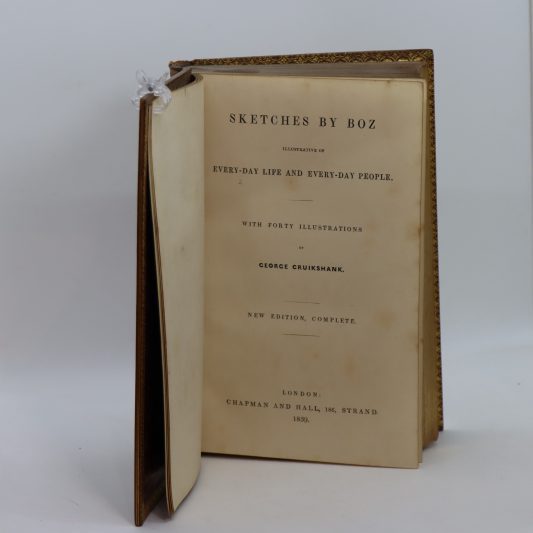 SKETCHES BY BOZ
ILLUSTRATIVE OF
EVERY-DAY LIFE AND EVERY-DAY PEOPLE.
WITH FORTY ILLUSTRATIONS
BY
GEORGE CRUIKSHANK.
NEW EDITION, COMPLETE.
LONDON:
CHAPMAN AND HALL, 186, STRAND
1839.